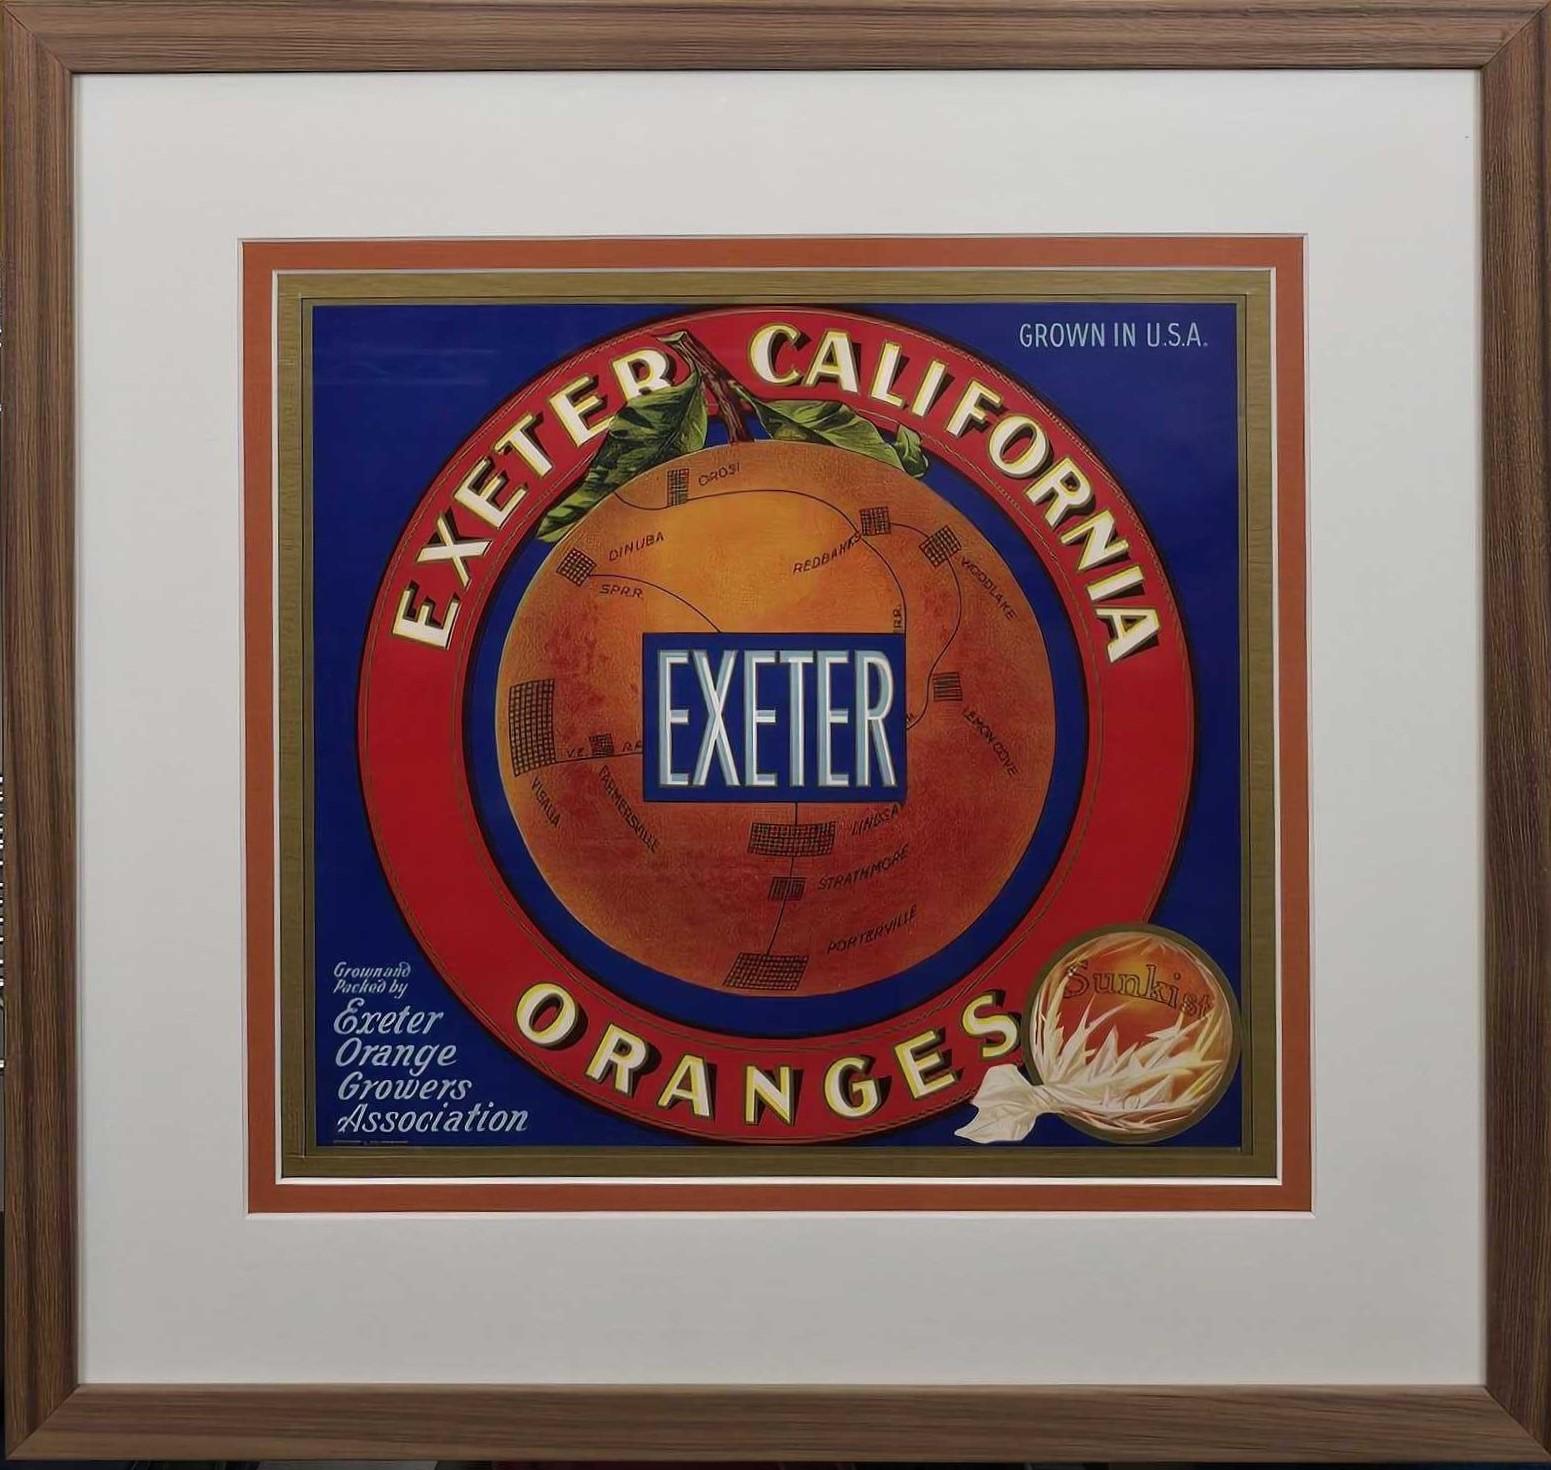 GROWN IN U.S.A.
EXETER CALIFORNIA
OROSI
DINUBA
S.P.R.R.
REDBANKS
WOODLAKE
R.R.
EXETER
LEMON COVE
V.E. R.R.
VISALIA
FARMERSVILLE
LINDSAY
STRATHMORE
PORTERVILLE
ORANGES
Sunkist
Grown and
Packed by
Exeter
Orange
Growers
Association